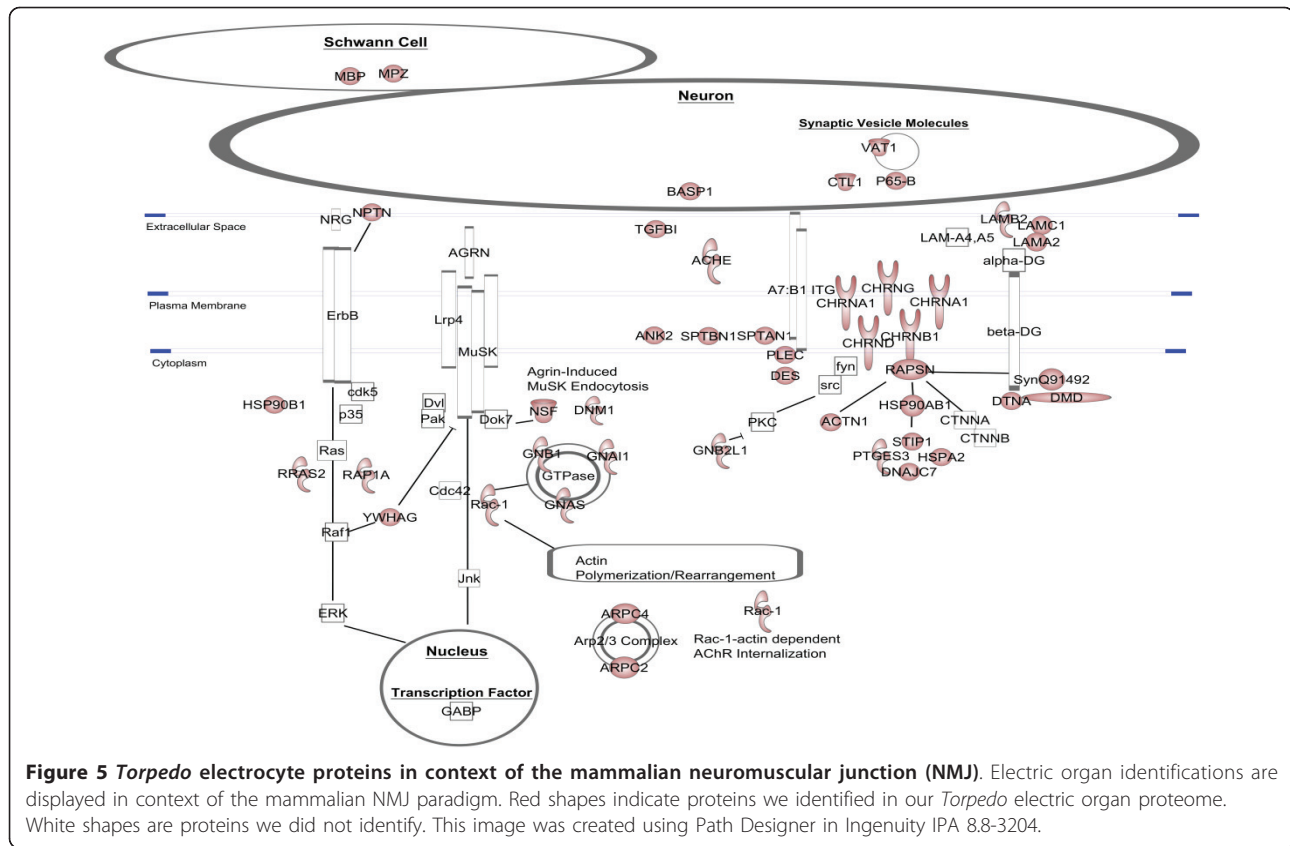 Schwann Cell
MBP MPZ
Neuron
Synaptic Vesicle Molecules
VAT1
CTL1 P65-B
BASP1
Extracellular Space
NRG NPTN
AGRN
TGFBI
ACHE
LAMB2
LAMC1
LAM-A4,A5 LAMA2
alpha-DG
Plasma Membrane
ErbB
Lrp4
MuSK
A7:B1 ITG
CHRNA1 CHRNG CHRNA1
CHRND CHRNB1
beta-DG
Cytoplasm
ANK2 SPTBN1 SPTAN1
PLEC
DES
fyn
src
PKC
GNB2L1
RAPSN
SynQ91492
DTNA DMD
HSP90AB1
ACTN1
CTNNA
CTNNB
STIP1
PTGES3 HSPA2
DNAJC7
Agrin-Induced
MuSK Endocytosis
cdk5
p35
HSP90B1
Dvl
Pak
Dok7 NSF DNM1
Ras
RRAS2 RAP1A
GNB1 GNAI1
GTPase
GNAS
Cdc42 Rac-1
YWHAG
Raf1
Jnk
ERK
Actin
Polymerization/Rearrangement
ARPC4
Arp2/3 Complex
ARPC2
Rac-1
Rac-1-actin dependent
AChR Internalization
Nucleus
Transcription Factor
GABP
Figure 5 Torpedo electrocyte proteins in context of the mammalian neuromuscular junction (NMJ). Electric organ identifications are
displayed in context of the mammalian NMJ paradigm. Red shapes indicate proteins we identified in our Torpedo electric organ proteome.
White shapes are proteins we did not identify. This image was created using Path Designer in Ingenuity IPA 8.8-3204.